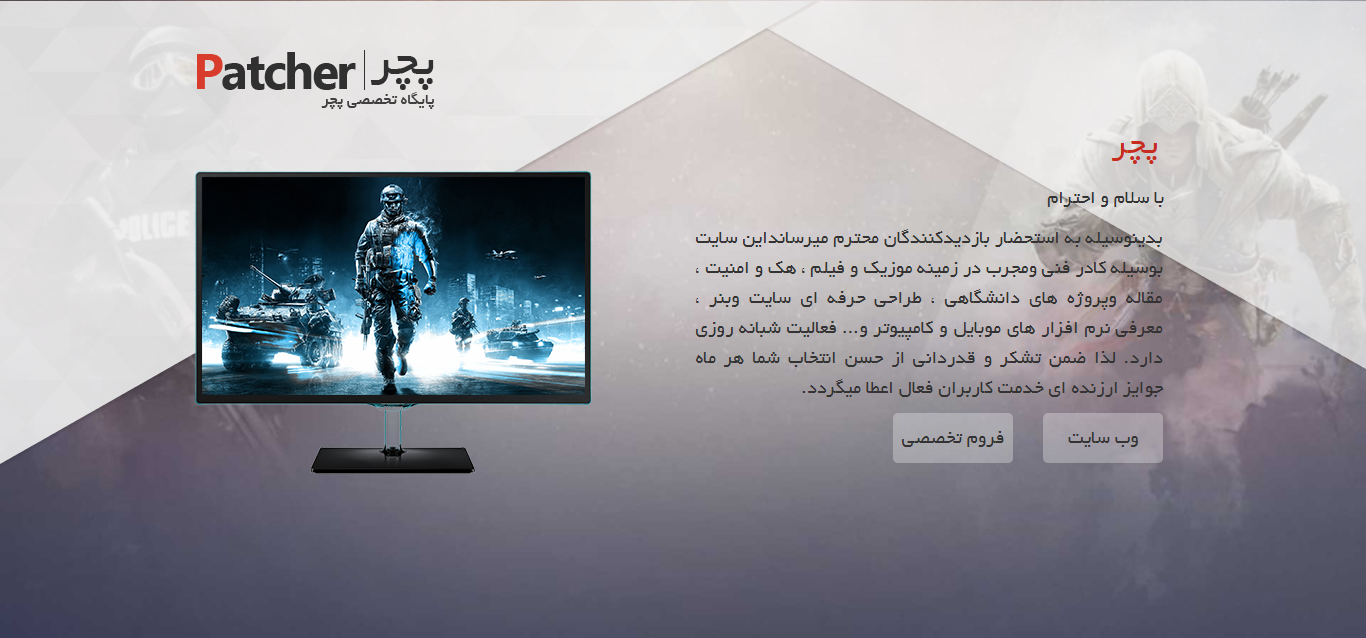 Patcher | پچر
پایگاه تخصصی پچر
POLICE
پچر
با سلام و احترام
بدینوسیله به استحضار بازدیدکنندگان محترم میرسانداین سایت
بوسیله کادر فنی ومجرب در زمینه موزیک و فیلم ، هک و امنیت ،
مقاله وپروژه های دانشگاهی ، طراحی حرفه ای سایت وبنر ،
معرفی نرم افزار های موبایل و کامپیوتر و... فعالیت شبانه روزی
دارد. لذا ضمن تشکر و قدردانی از حسن انتخاب شما هر ماه
جوایز ارزنده ای خدمت کاربران فعال اعطا میگردد.
وب سایت
فروم تخصصی